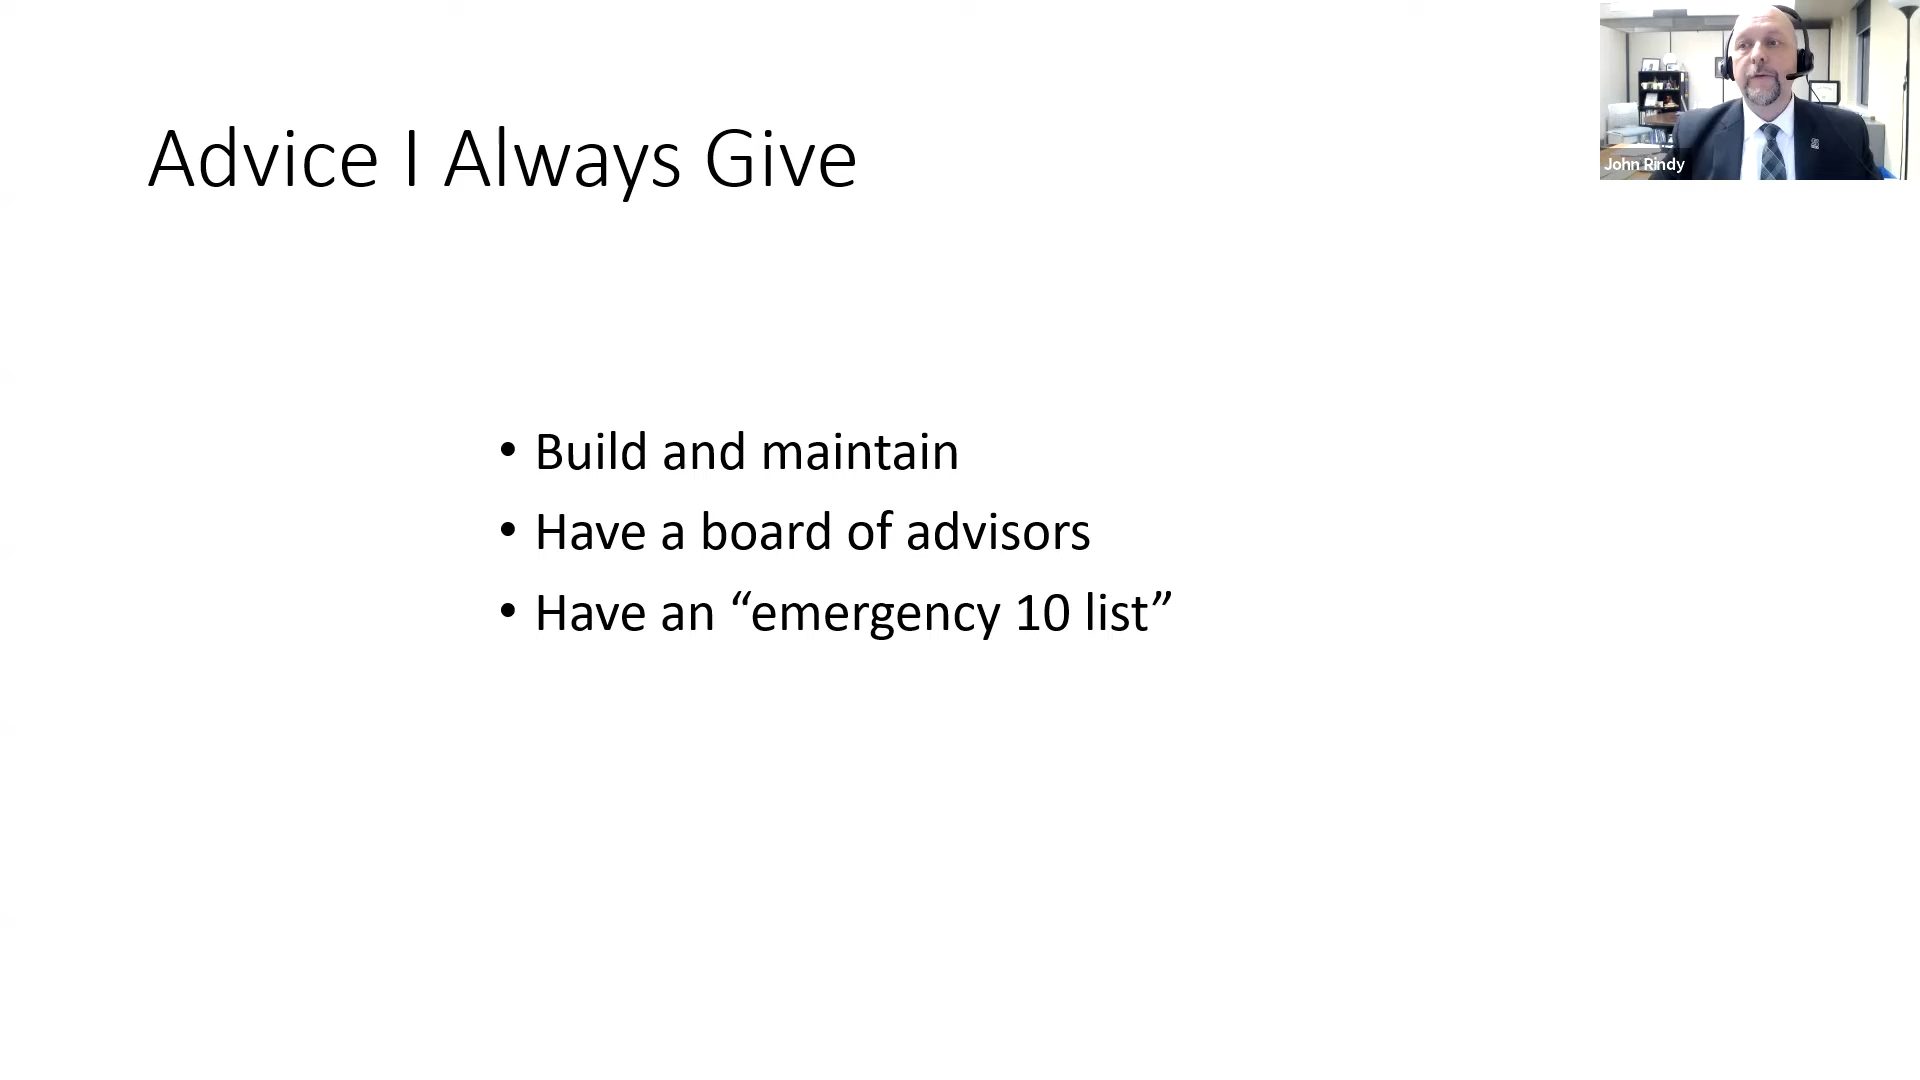 Advice I Always Give
John Rindy
• Build and maintain
• Have a board of advisors
• Have an “emergency 10 list”